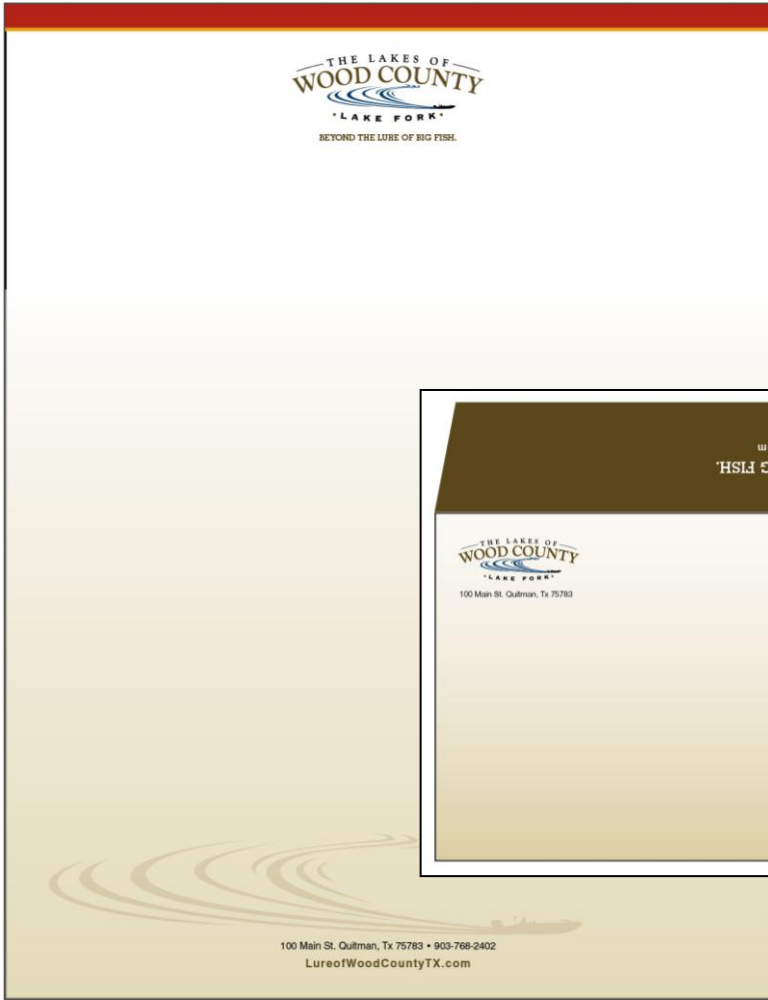 THE LAKES OF
WOOD COUNTY
•LAKE FORK•
BEYOND THE LURE OF BIG FISH.
m
G FISH.
THE LAKES OF
WOOD COUNTY
•LAKE FORK•
100 Main St. Quitman, Tx 75783
100 Main St. Quitman, Tx 75783 • 903-768-2402
LureofWoodCountyTX.com